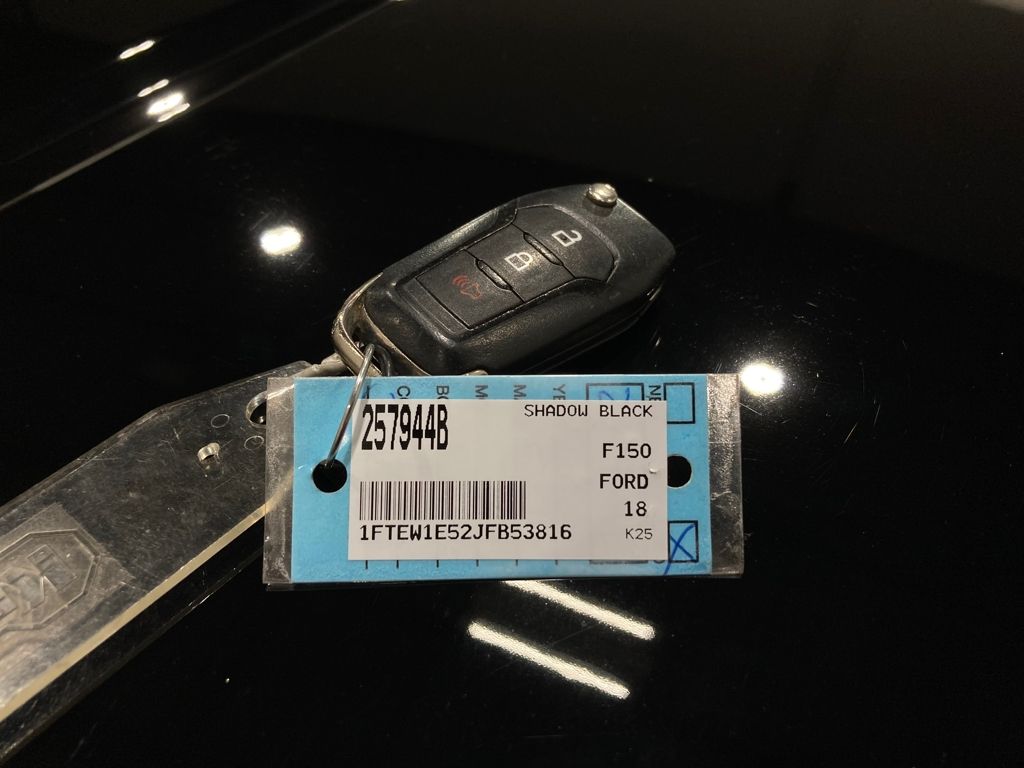 257944B
SHADOW BLACK
F150
FORD
18
1FTEW1E52JFB53816
K25